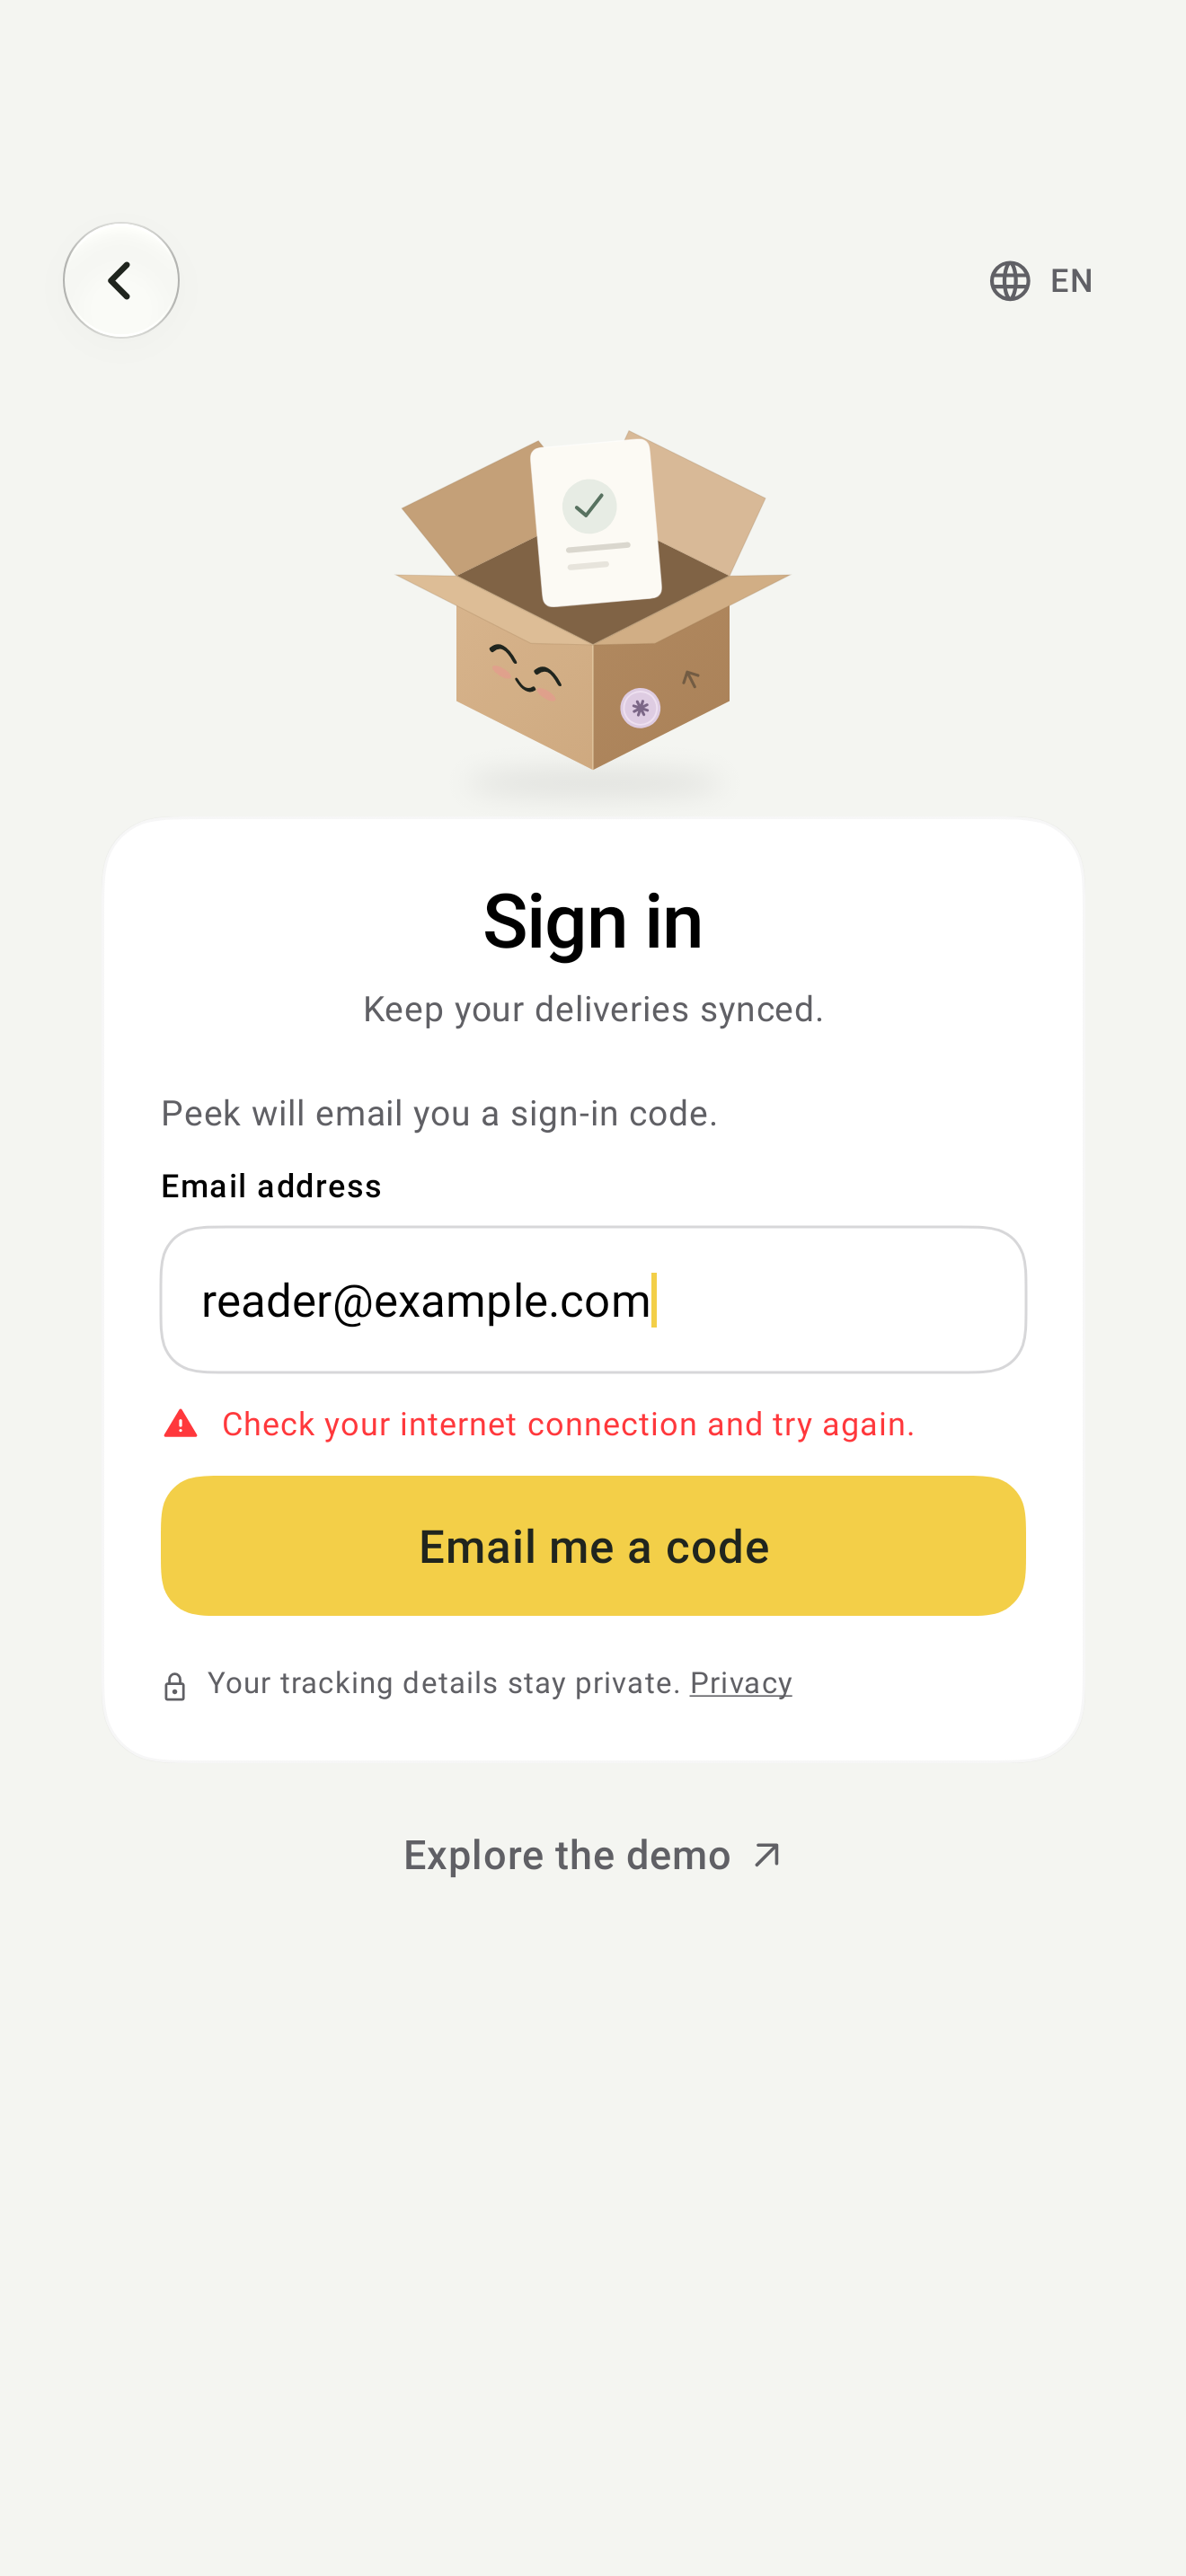 EN
Sign in
Keep your deliveries synced.
Peek will email you a sign-in code.
Email address
reader@example.com
Check your internet connection and try again.
Email me a code
Your tracking details stay private. Privacy
Explore the demo